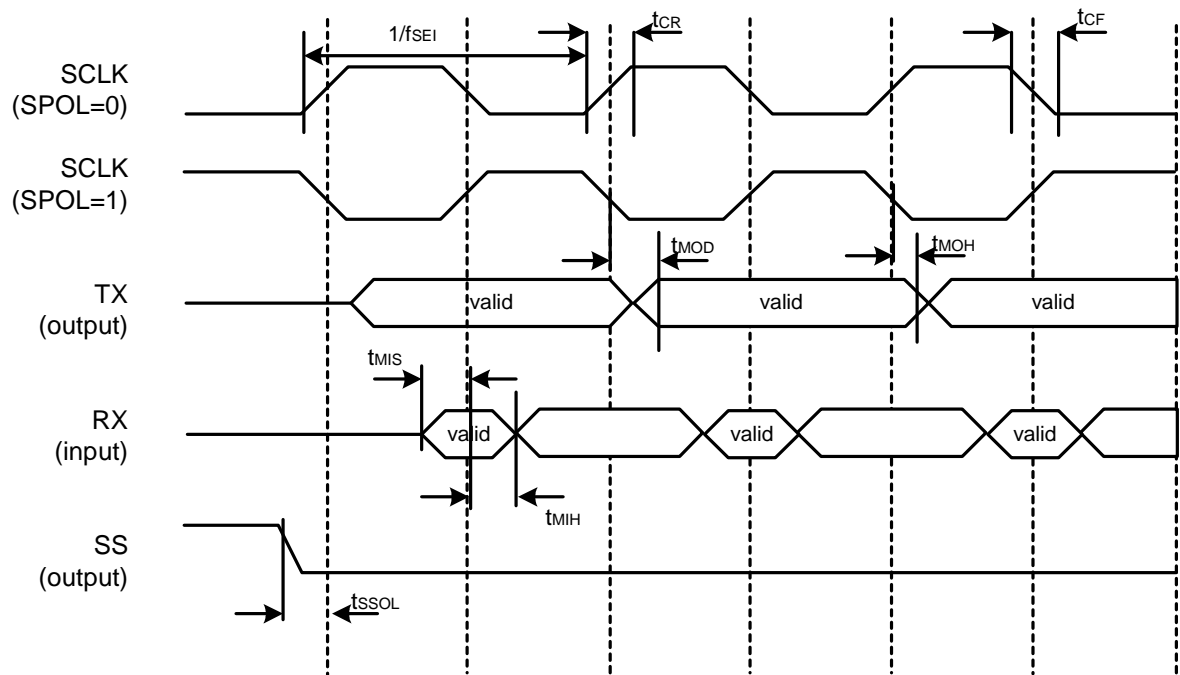 tCR
tCF
1/fSEI
SCLK
(SPOL=0)
SCLK
(SPOL=1)
tMOD
tMOH
TX
(output)
valid
valid
valid
tMIS
RX
(input)
valid
valid
valid
tMIH
SS
(output)
tSSOL